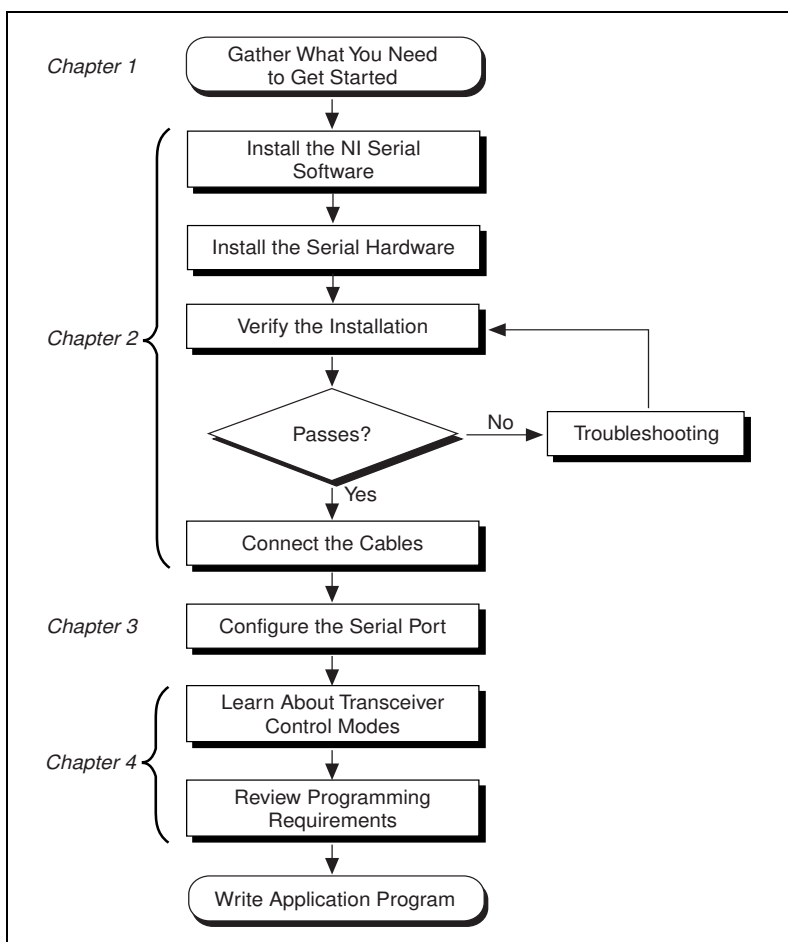 Chapter 1
Gather What You Need
to Get Started
Install the NI Serial
Software
Install the Serial Hardware
Verify the Installation
Chapter 2
Passes?
No
Troubleshooting
Yes
Connect the Cables
Chapter 3
Configure the Serial Port
Learn About Transceiver
Control Modes
Chapter 4
Review Programming
Requirements
Write Application Program